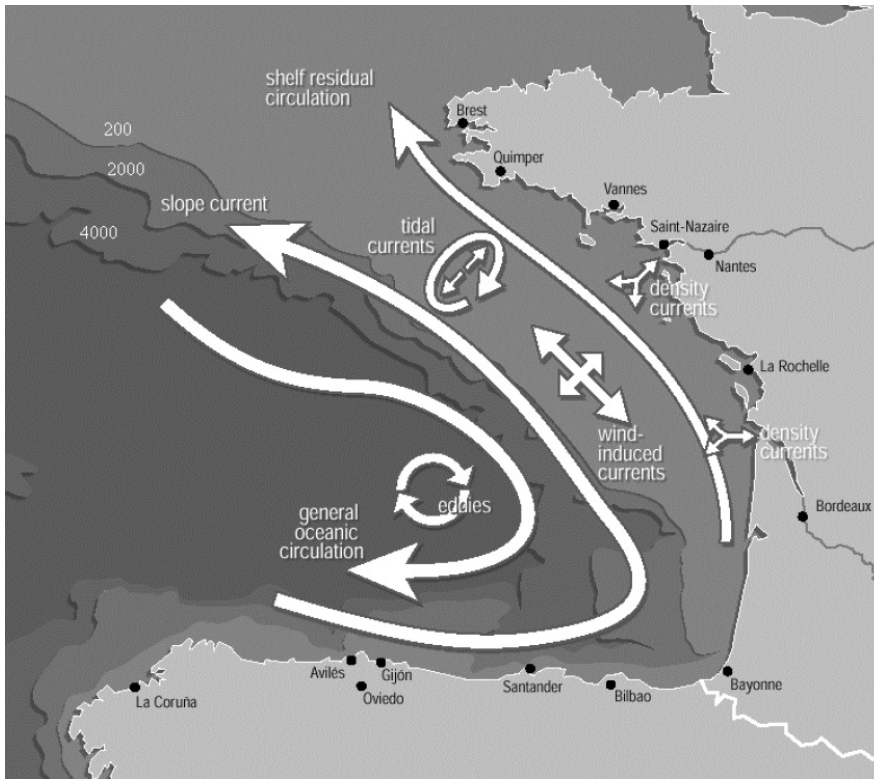 shelf residual
circulation
Brest
200
Quimper
2000
slope current
Vannes
tidal
currents
4000
Saint-Nazaire
Nantes
density
currents
La Rochelle
wind-
induced
currents
density
currents
eddies
general
oceanic
circulation
Bordeaux
Avilés
Gijón
Oviedo
La Coruña
Santander
Bilbao
Bayonne